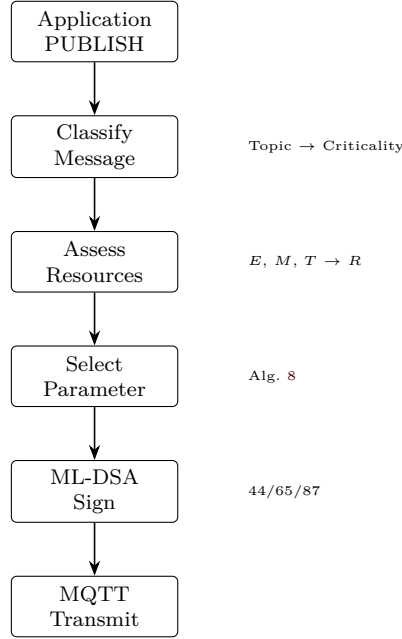 Application
PUBLISH
Classify
Message
Topic → Criticality
Assess
Resources
E, M, T → R
Select
Parameter
Alg. 8
ML-DSA
Sign
44/65/87
MQTT
Transmit